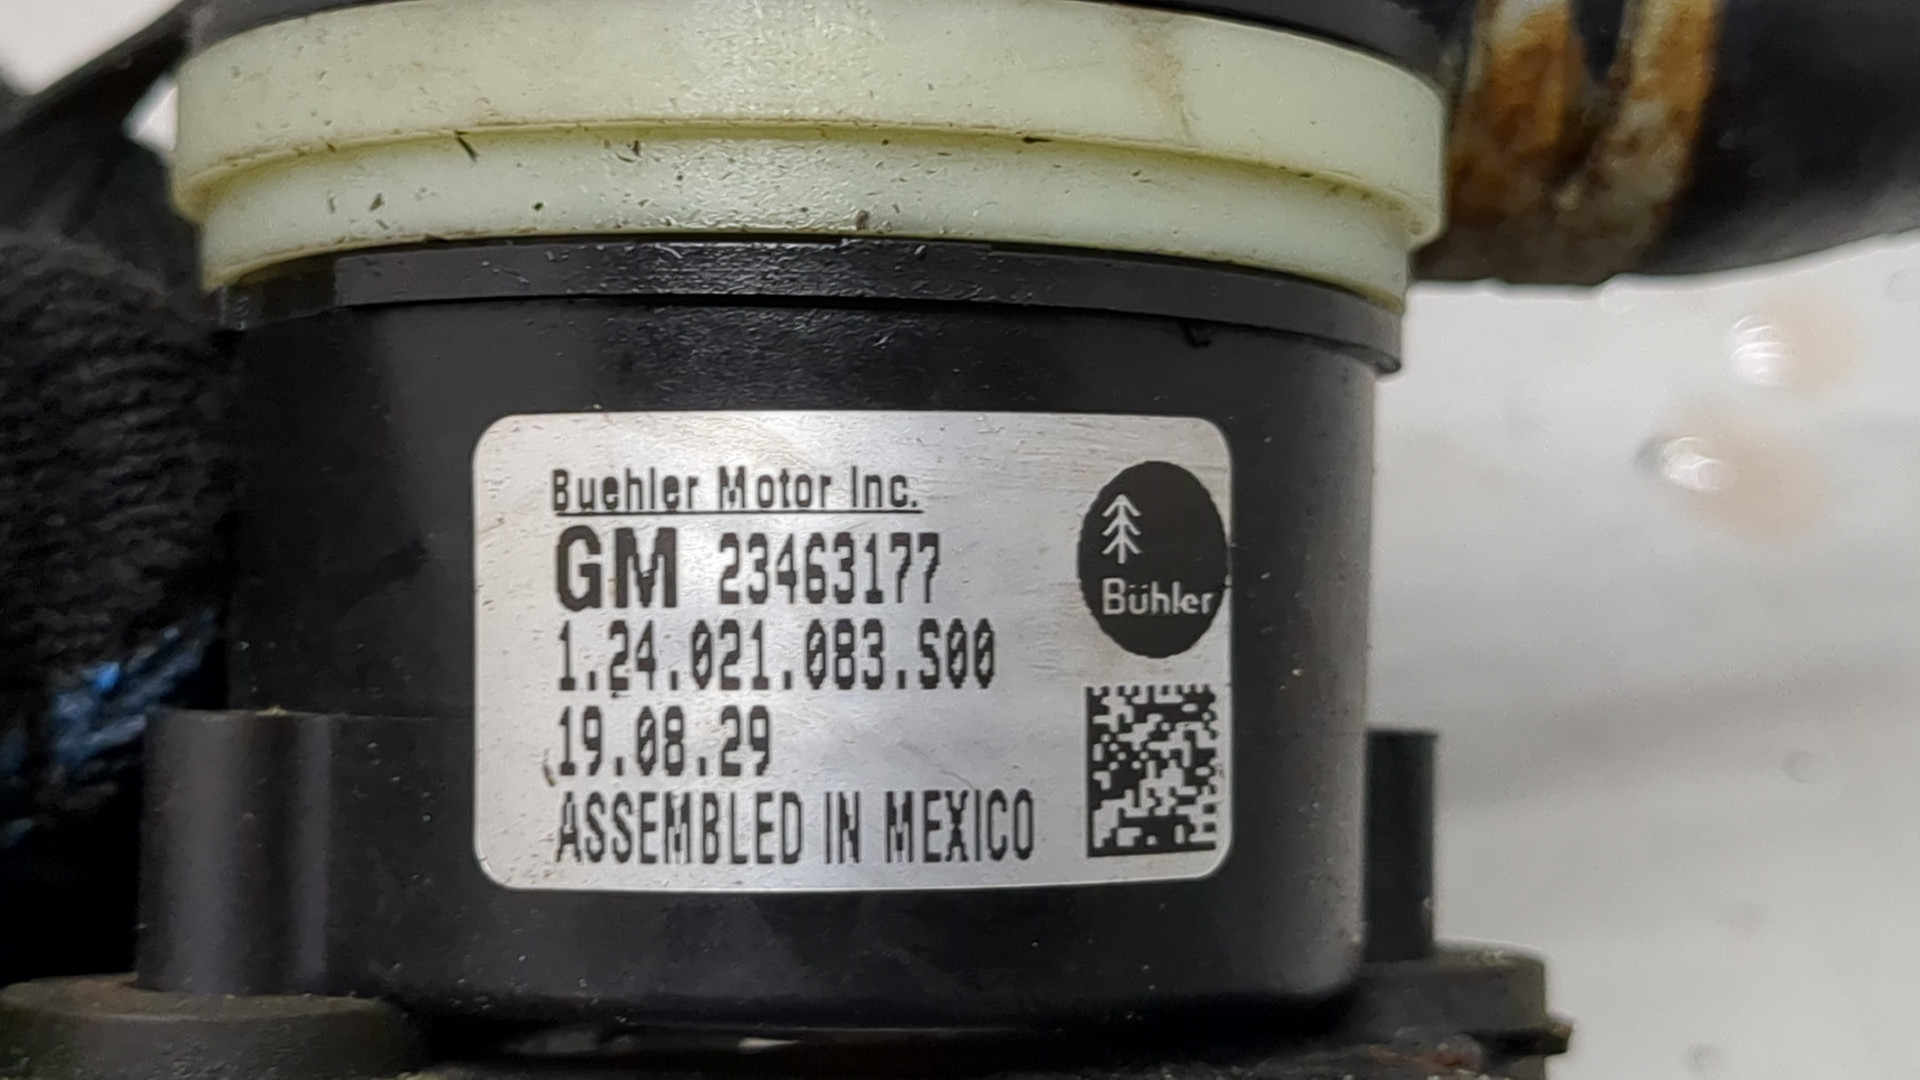 Buehler Motor Inc.
GM 23463177
1.24.021.083.S00
19.08.29
ASSEMBLED IN MEXICO
Bühler